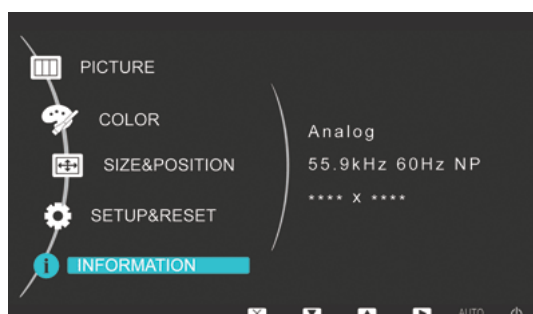 PICTURE
COLOR
SIZE&POSITION
SETUP&RESET
INFORMATION
Analog
55.9kHz 60Hz NP
**** X ****
AUTO